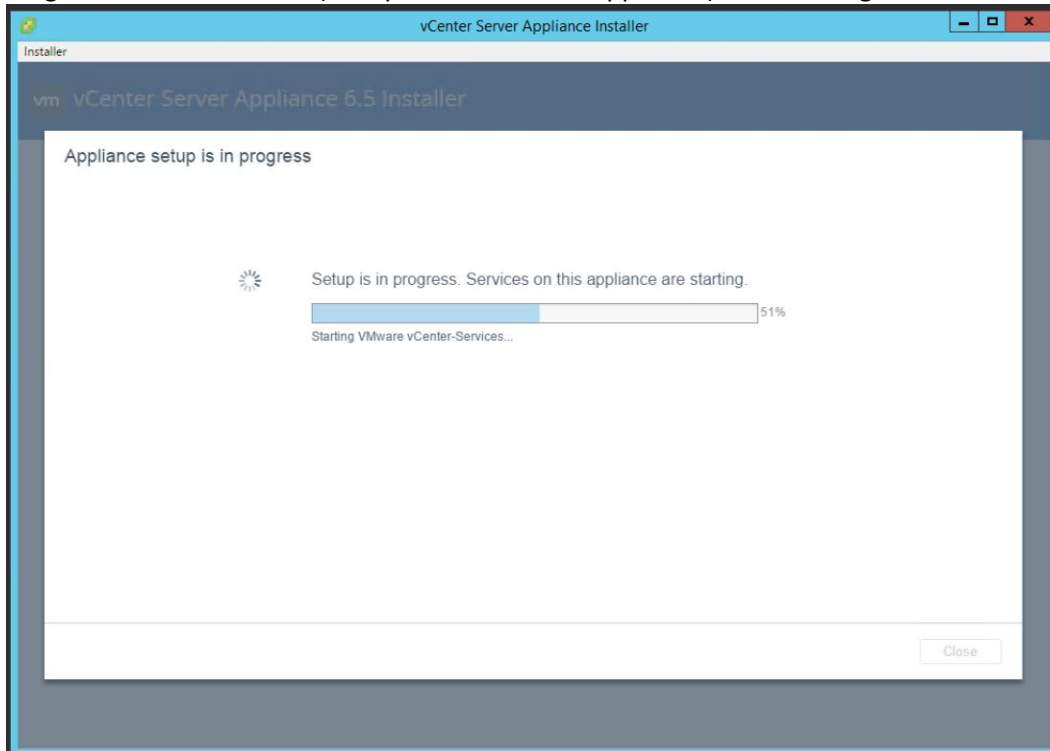 vCenter Server Appliance Installer
Installer
vm vCenter Server Appliance 6.5 Installer
Appliance setup is in progress
Setup is in progress. Services on this appliance are starting.
51%
Starting VMware vCenter-Services...
Close